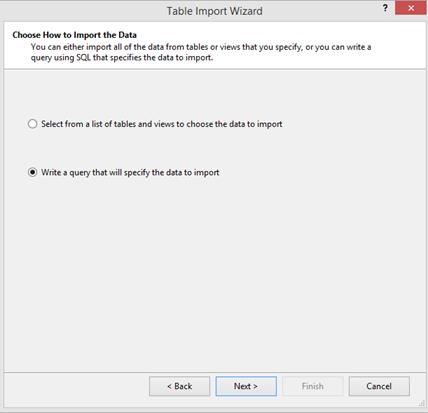 Table Import Wizard
?
×
Choose How to Import the Data
You can either import all of the data from tables or views that you specify, or you can write a
query using SQL that specifies the data to import.
Select from a list of tables and views to choose the data to import
Write a query that will specify the data to import
< Back Next > Finish Cancel